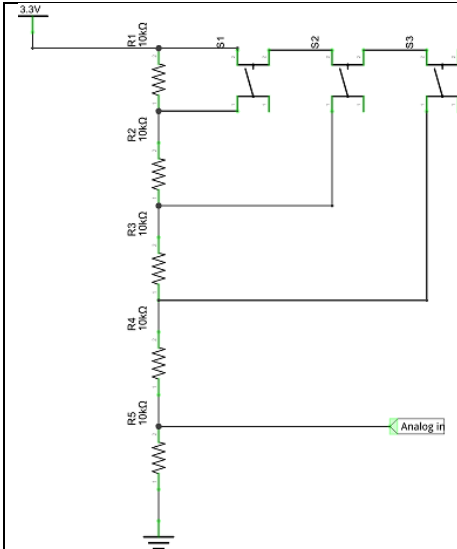 3.3V
R1
10kΩ
S1
S2
S3
R2
10kΩ
R3
10kΩ
R4
10kΩ
R5
10kΩ
Analog in